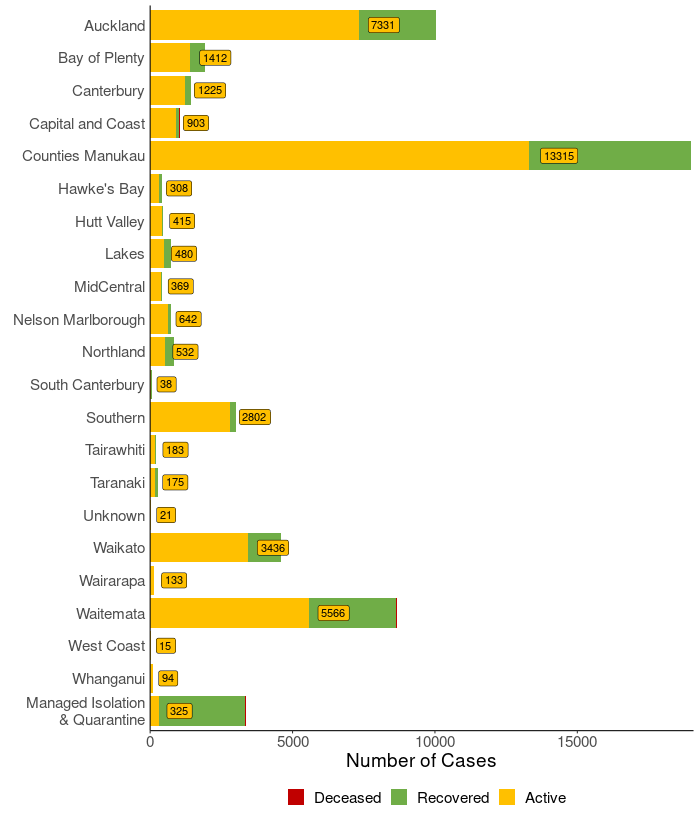 Auckland 7331
Bay of Plenty 1412
Canterbury 1225
Capital and Coast 903
Counties Manukau 13315
Hawke's Bay 308
Hutt Valley 415
Lakes 480
MidCentral 369
Nelson Marlborough 642
Northland 532
South Canterbury 38
Southern 2802
Tairawhiti 183
Taranaki 175
Unknown 21
Waikato 3436
Wairarapa 133
Waitemata 5566
West Coast 15
Whanganui 94
Managed Isolation
& Quarantine 325
0 5000 10000 15000
Number of Cases
Deceased Recovered Active